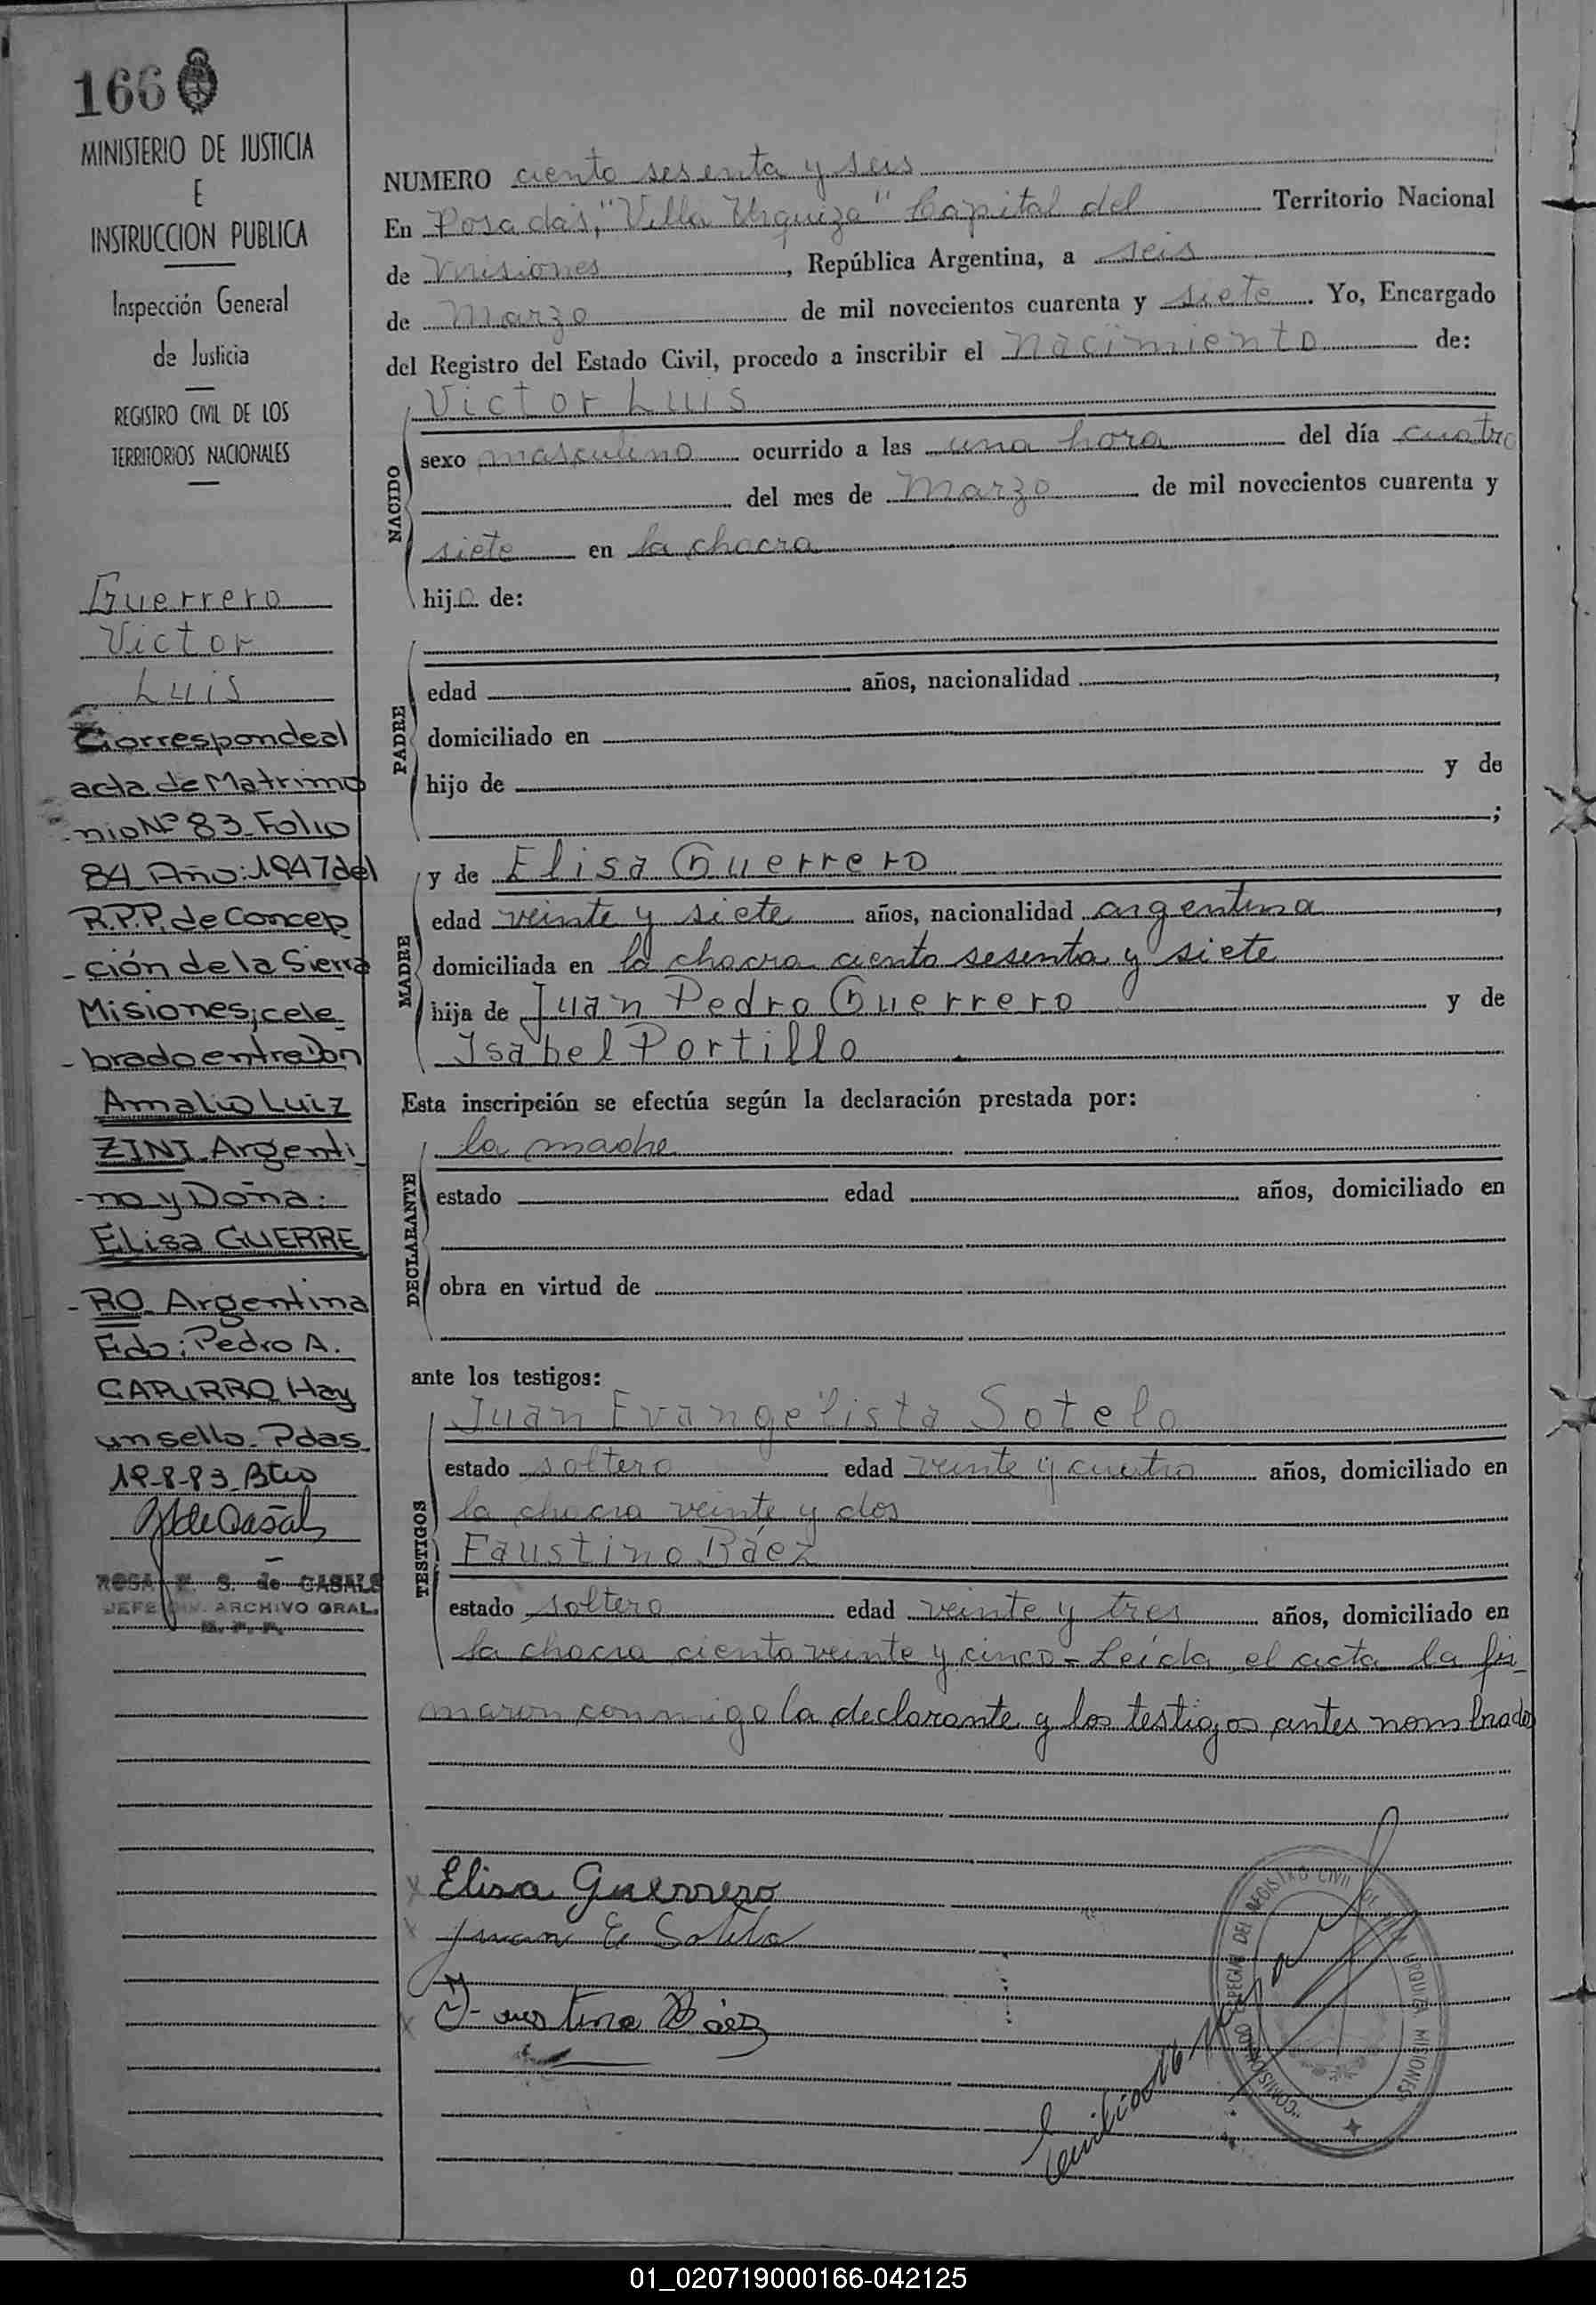 166
MINISTERIO DE JUSTICIA
E
INSTRUCCION PUBLICA
Inspección General
de Justicia
REGISTRO CIVIL DE LOS
TERRITORIOS NACIONALES
Guerrero
Victor
Luis
Corresponde al
acta de Matrimo
nio Nº 83 Folio
84 Año: 1947 del
R.P.P. de Concep
-ción de la Sierra
Misiones; cele
-brado entre Don
Amalio Luiz
ZINI Argenti
-no y Doña:
Elisa GUERRE
-RO Argentina
Fdo: Pedro A.
CAPURRO Hay
un sello. Pdas
19-8-83
ROSA E. S. de CASALS
JEFE DIV. ARCHIVO GRAL.
R. P. P.
NUMERO ciento sesenta y seis
En Posadas, "Villa Urquiza" Capital del Territorio Nacional
de Misiones, República Argentina, a seis
de Marzo de mil novecientos cuarenta y siete. Yo, Encargado
del Registro del Estado Civil, procedo a inscribir el nacimiento de:
NACIDO
Victor Luis
sexo masculino ocurrido a las una hora del día cuatro
del mes de Marzo de mil novecientos cuarenta y
siete en la chacra
hijo de:
PADRE
edad años, nacionalidad ,
domiciliado en
hijo de y de
;
MADRE
y de Elisa Guerrero
edad veinte y siete años, nacionalidad argentina,
domiciliada en la chacra ciento sesenta y siete
hija de Juan Pedro Guerrero y de
Isabel Portillo
Esta inscripción se efectúa según la declaración prestada por:
DECLARANTE
la madre
estado edad años, domiciliado en
obra en virtud de
ante los testigos:
TESTIGOS
Juan Evangelista Sotelo
estado soltero edad veinte y cuatro años, domiciliado en
la chacra veinte y dos
Faustino Báez
estado soltero edad veinte y tres años, domiciliado en
la chacra ciento veinte y cinco - Leída el acta la fir-
maron conmigo la declarante y los testigos antes nombrados
Elisa Guerrero
Juan E Sotelo
Faustino Báez
REGISTRO CIVIL DE VILLA URQUIZA MISIONES
01_020719000166-042125